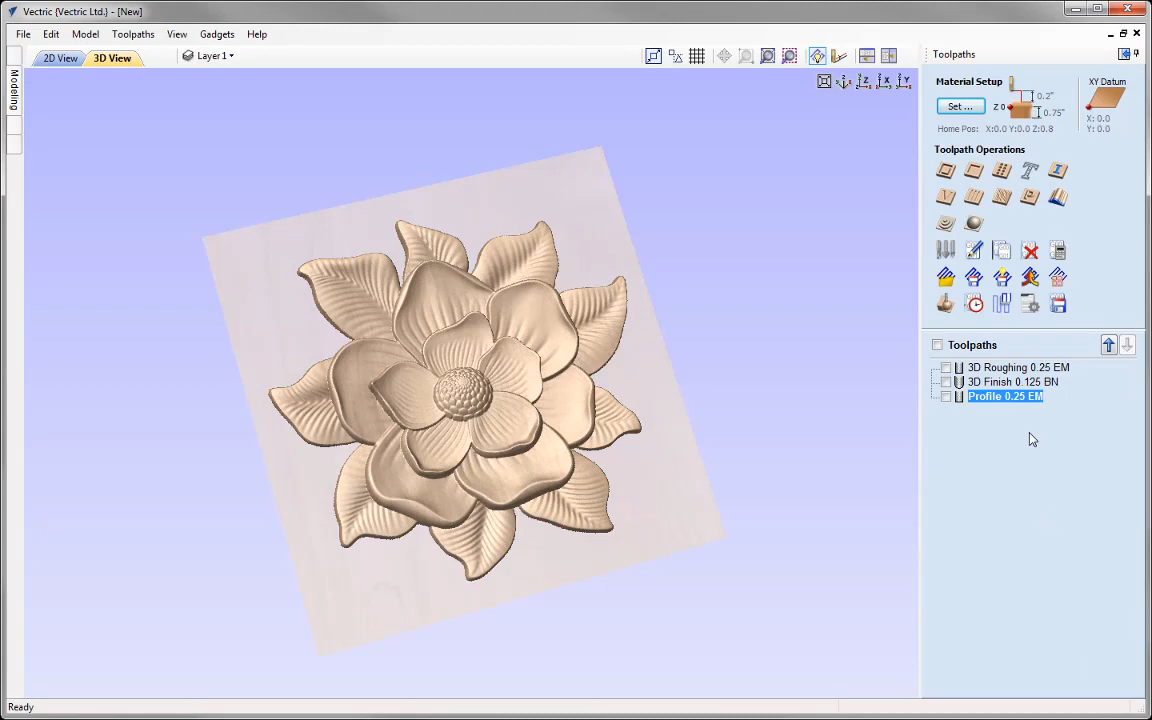 Vectric {Vectric Ltd.} - [New]
File Edit Model Toolpaths View Gadgets Help
2D View 3D View Layer 1
Modeling
Z
X
Y
Toolpaths
Material Setup
Set ...
Z 0
0.2"
0.75"
Home Pos: X:0.0 Y:0.0 Z:0.8
XY Datum
X: 0.0
Y: 0.0
Toolpath Operations
Toolpaths
3D Roughing 0.25 EM
3D Finish 0.125 BN
Profile 0.25 EM
Ready